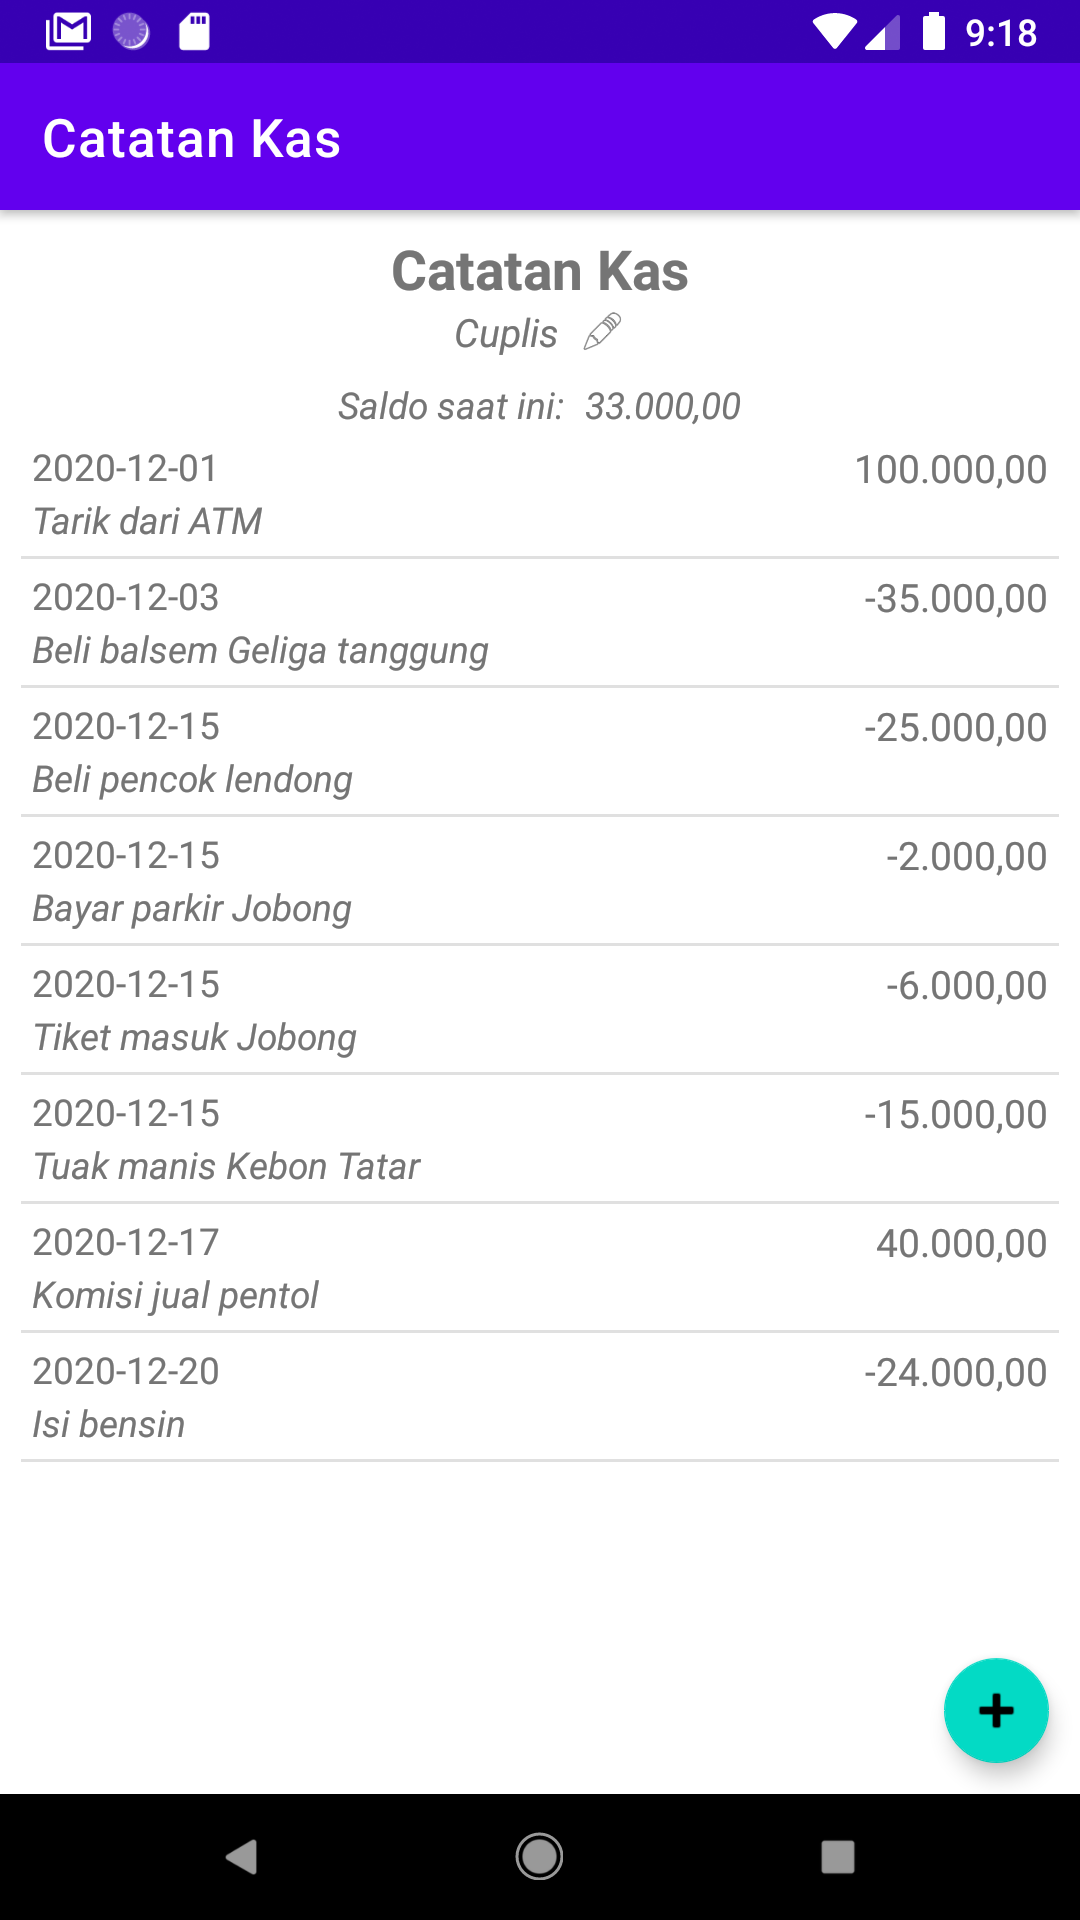 9:18
Catatan Kas
Catatan Kas
Cuplis
Saldo saat ini: 33.000,00
2020-12-01 100.000,00
Tarik dari ATM
2020-12-03 -35.000,00
Beli balsem Geliga tanggung
2020-12-15 -25.000,00
Beli pencok lendong
2020-12-15 -2.000,00
Bayar parkir Jobong
2020-12-15 -6.000,00
Tiket masuk Jobong
2020-12-15 -15.000,00
Tuak manis Kebon Tatar
2020-12-17 40.000,00
Komisi jual pentol
2020-12-20 -24.000,00
Isi bensin